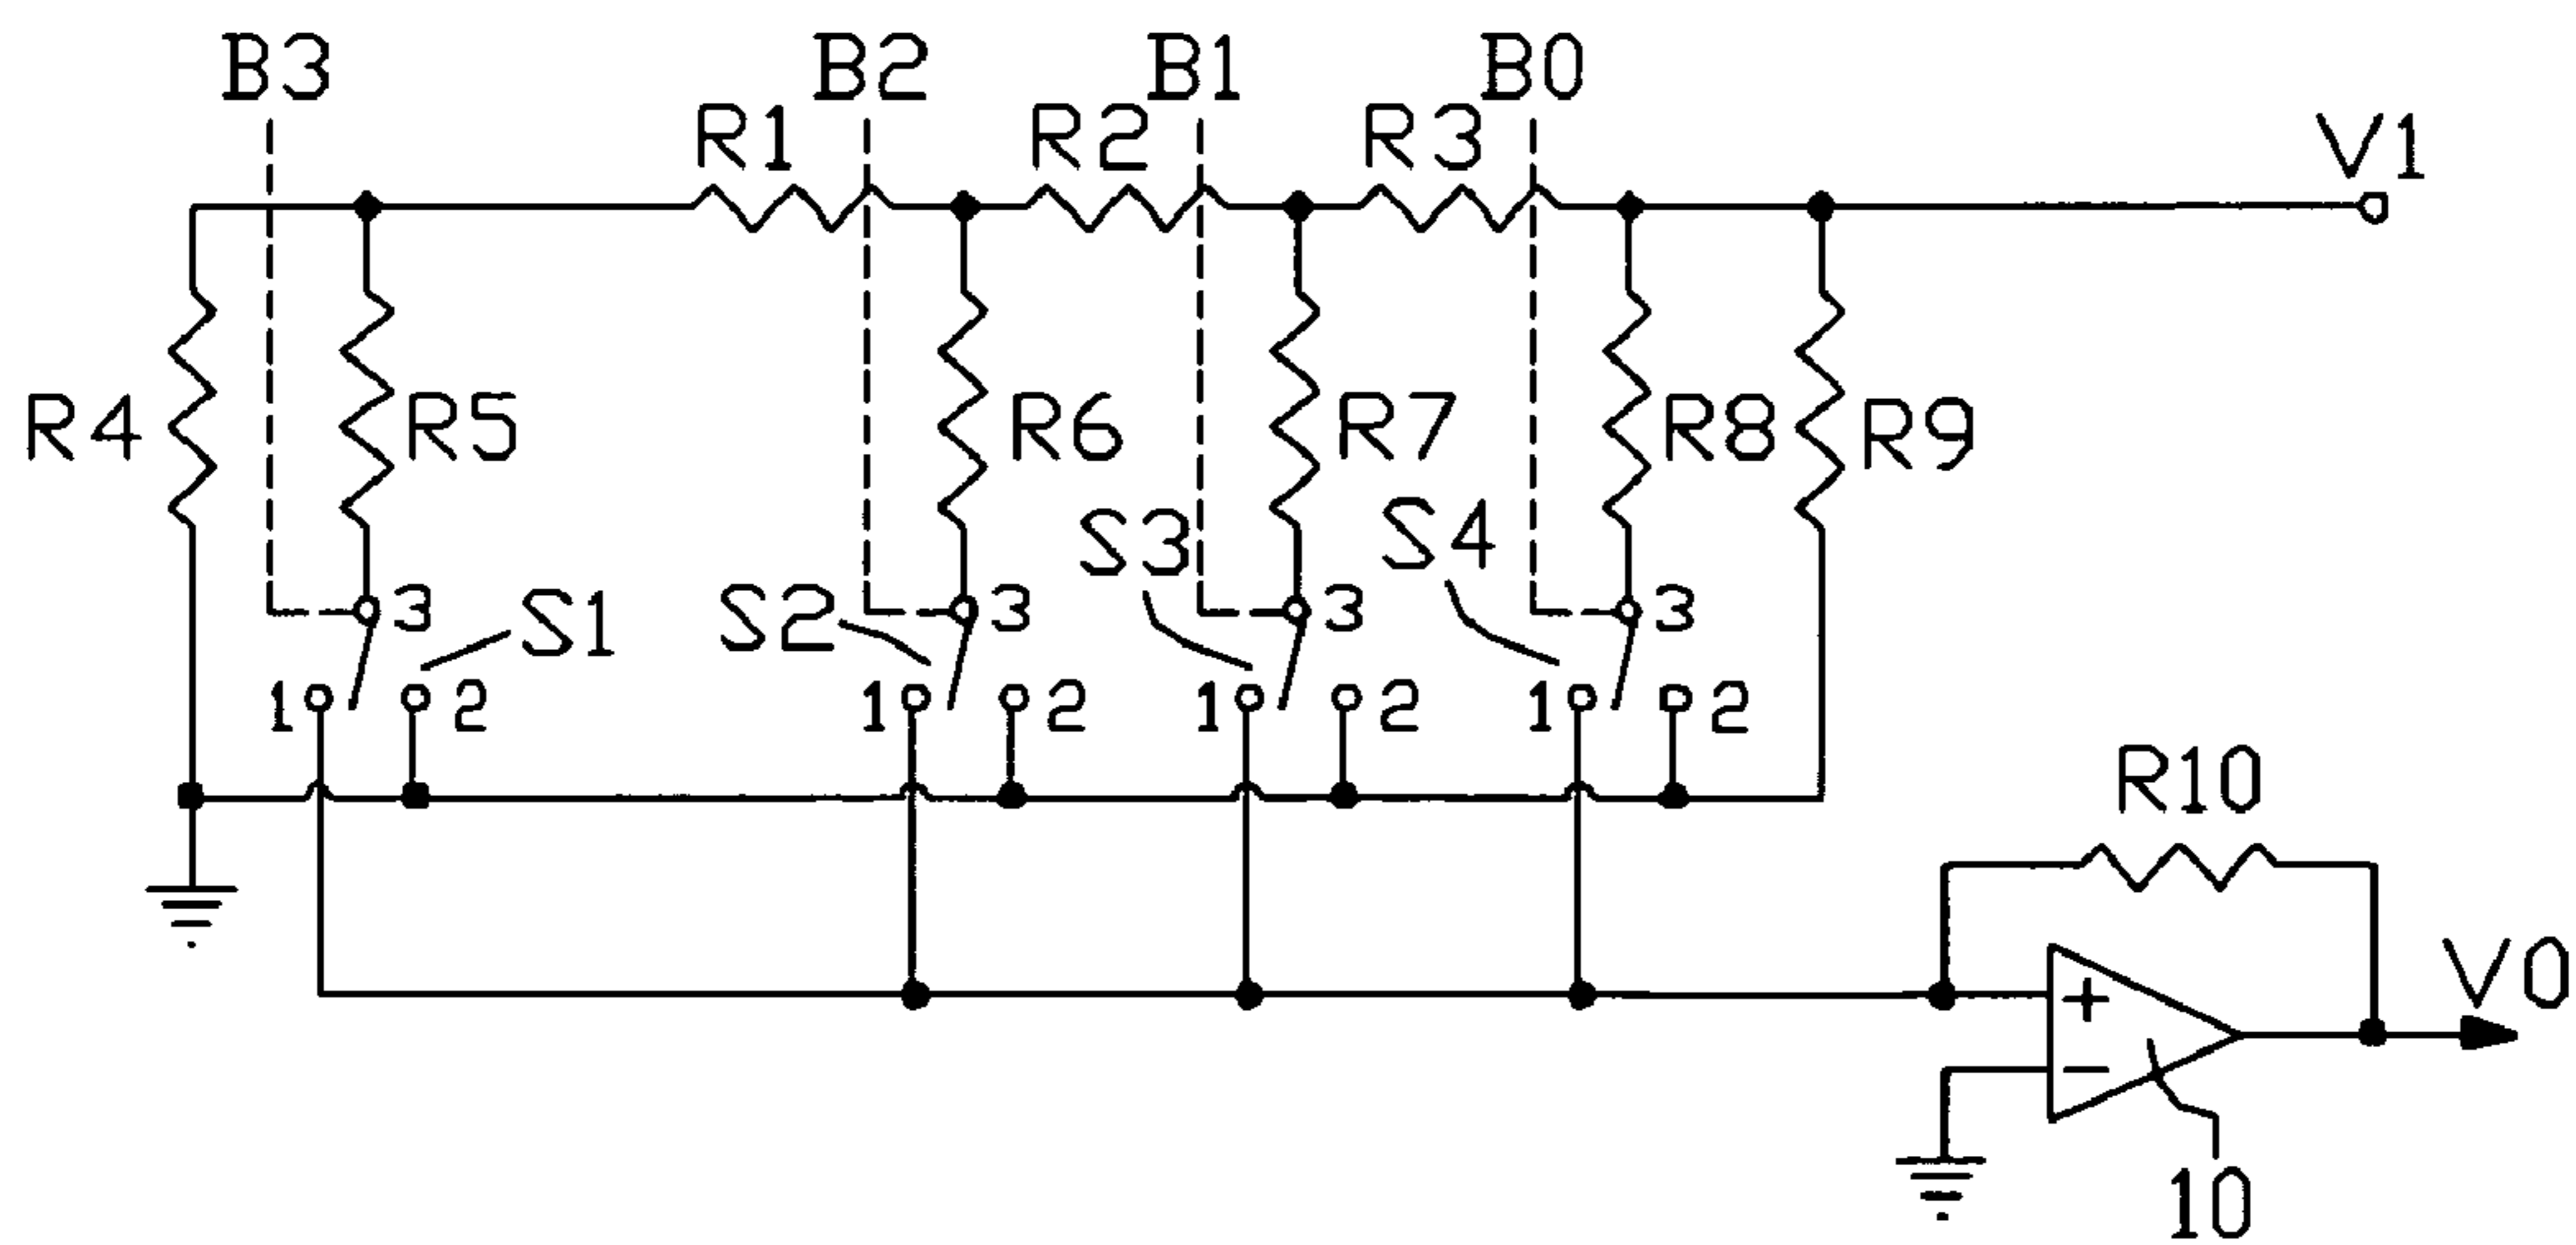 B3 B2 B1 B0
R1 R2 R3 V1
R4 R5 R6 R7 R8 R9
S3 S4
3 S1 S2 3 3 3
1 2 1 2 1 2 1 2
R10
+ V0
−
10